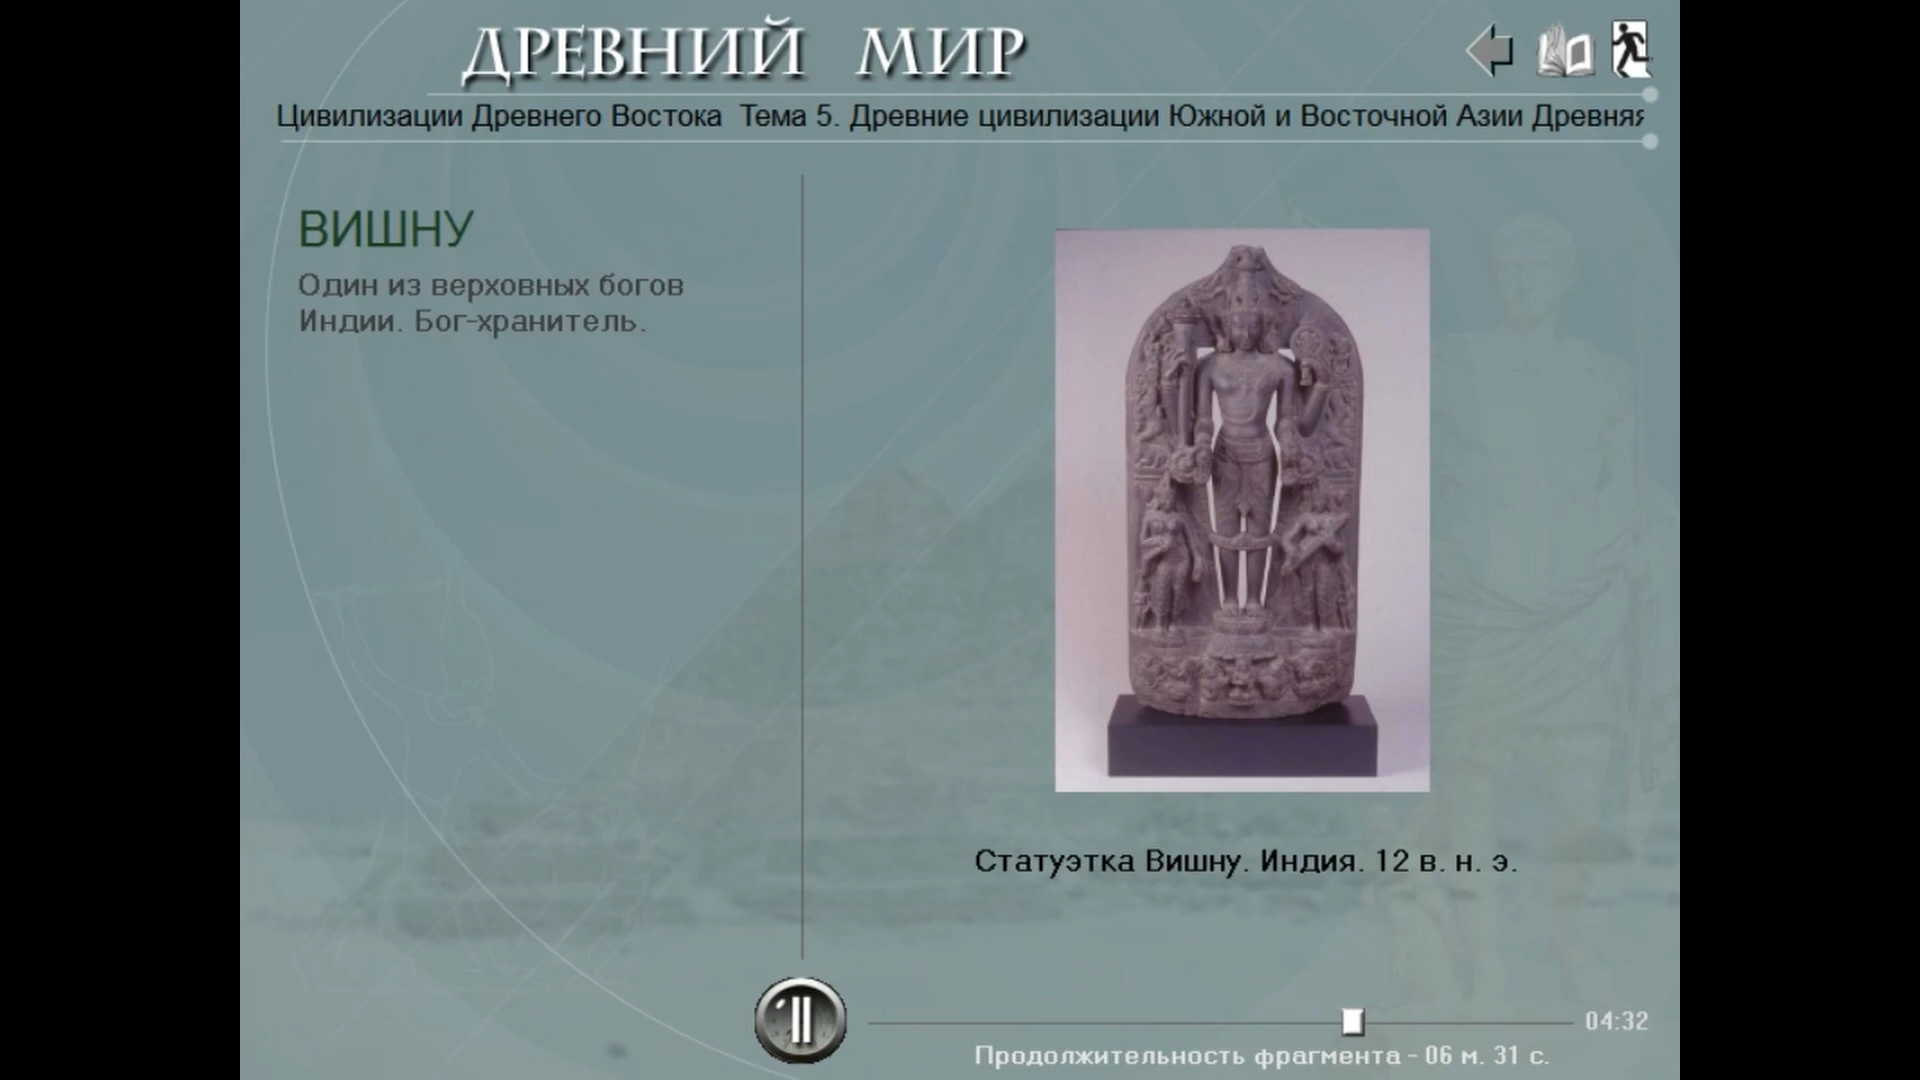 ДРЕВНИЙ МИР
Цивилизации Древнего Востока Тема 5. Древние цивилизации Южной и Восточной Азии Древняя
ВИШНУ
Один из верховных богов
Индии. Бог-хранитель.
Статуэтка Вишну. Индия. 12 в. н. э.
04:32
Продолжительность фрагмента - 06 м. 31 с.